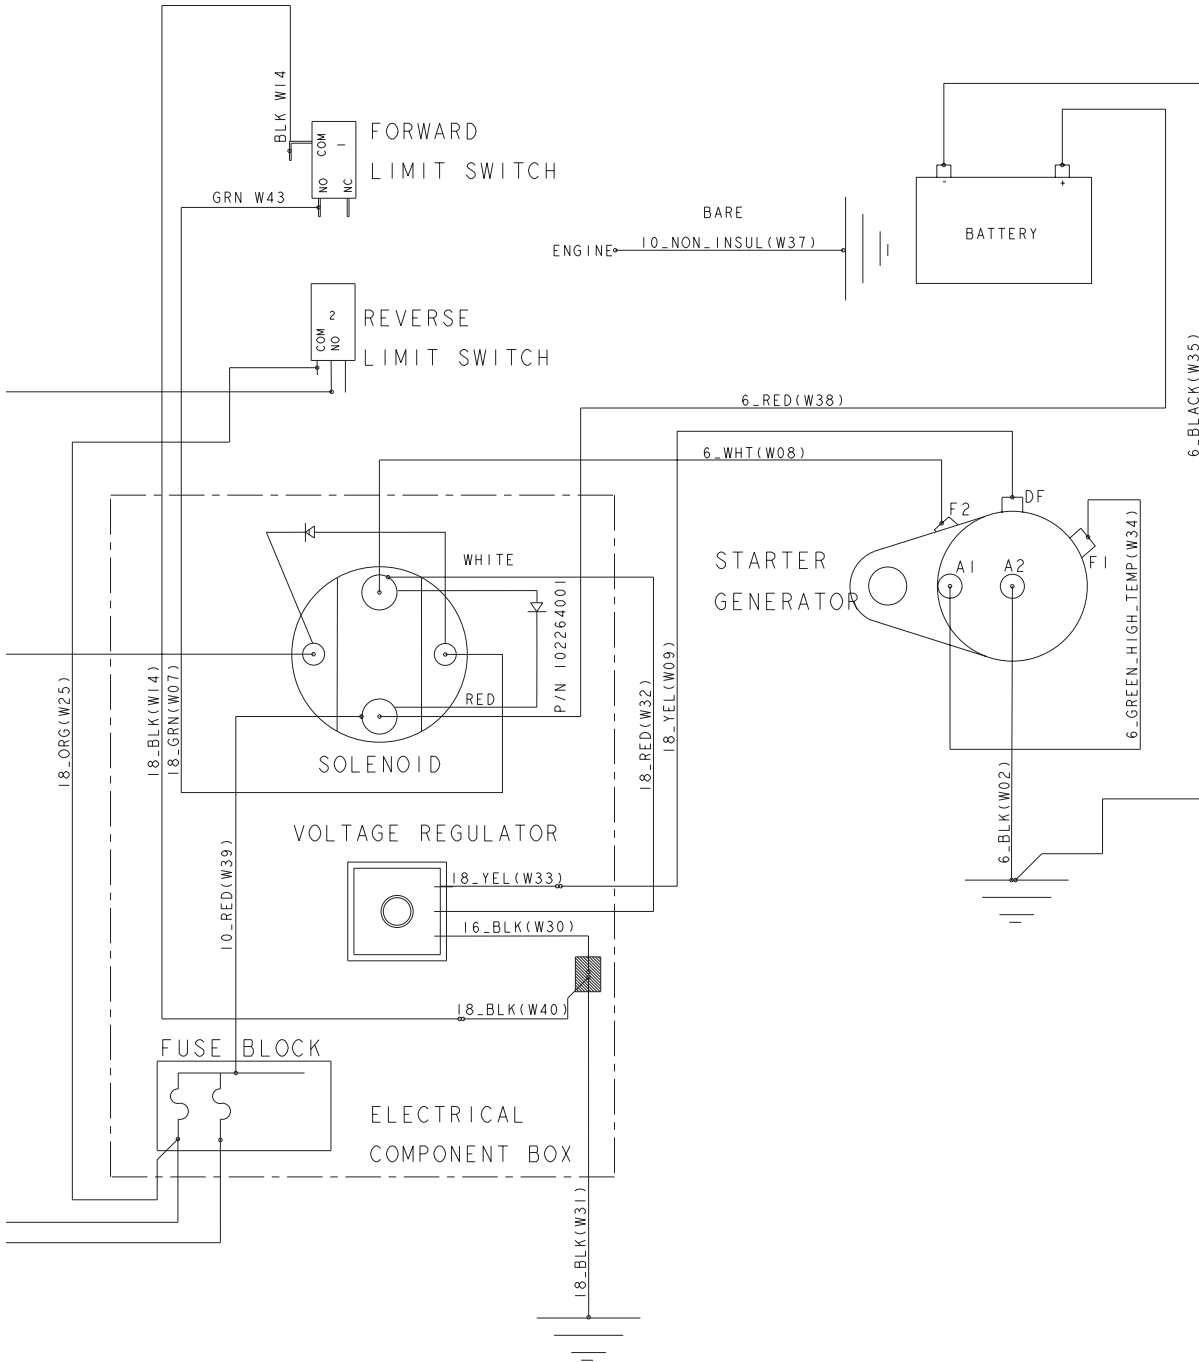 BLK W14
FORWARD
LIMIT SWITCH
COM
1
NO
NC
GRN W43
BARE
ENGINE
10_NON_INSUL(W37)
-
+
BATTERY
2
COM
NO
REVERSE
LIMIT SWITCH
6_BLACK(W35)
6_RED(W38)
6_WHT(W08)
F2
DF
F1
A1
A2
STARTER
GENERATOR
6_GREEN_HIGH_TEMP(W34)
WHITE
P/N 102264001
RED
SOLENOID
18_ORG(W25)
18_BLK(W14)
18_GRN(W07)
18_RED(W32)
18_YEL(W09)
6_BLK(W02)
VOLTAGE REGULATOR
10_RED(W39)
18_YEL(W33)
16_BLK(W30)
18_BLK(W40)
FUSE BLOCK
ELECTRICAL
COMPONENT BOX
18_BLK(W31)